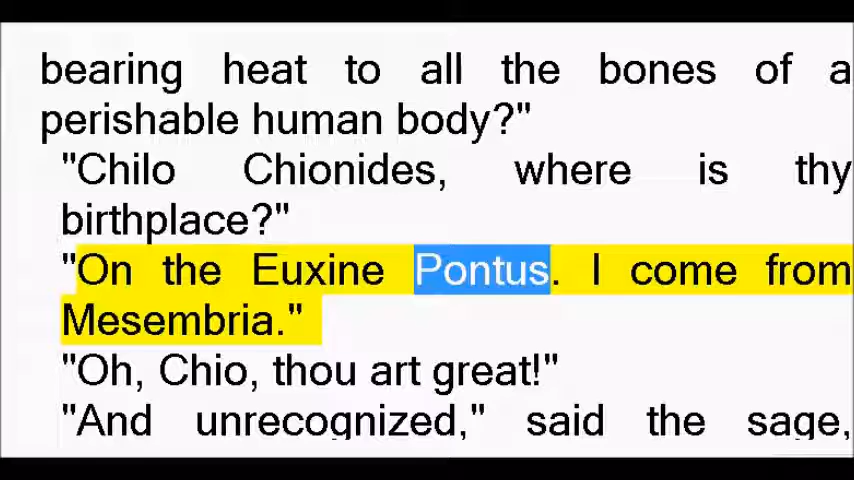 bearing heat to all the bones of a
perishable human body?"
"Chilo Chionides, where is thy
birthplace?"
"On the Euxine Pontus. I come from
Mesembria."
"Oh, Chio, thou art great!"
"And unrecognized," said the sage,